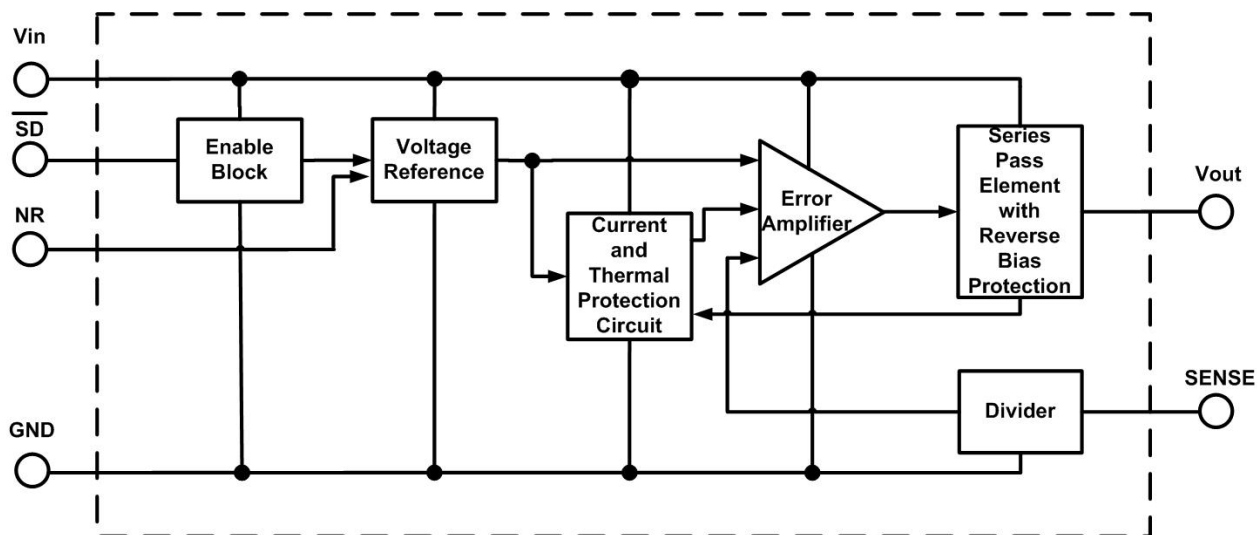 Vin
SD
NR
GND
Enable
Block
Voltage
Reference
Current
and
Thermal
Protection
Circuit
Error
Amplifier
Series
Pass
Element
with
Reverse
Bias
Protection
Divider
Vout
SENSE